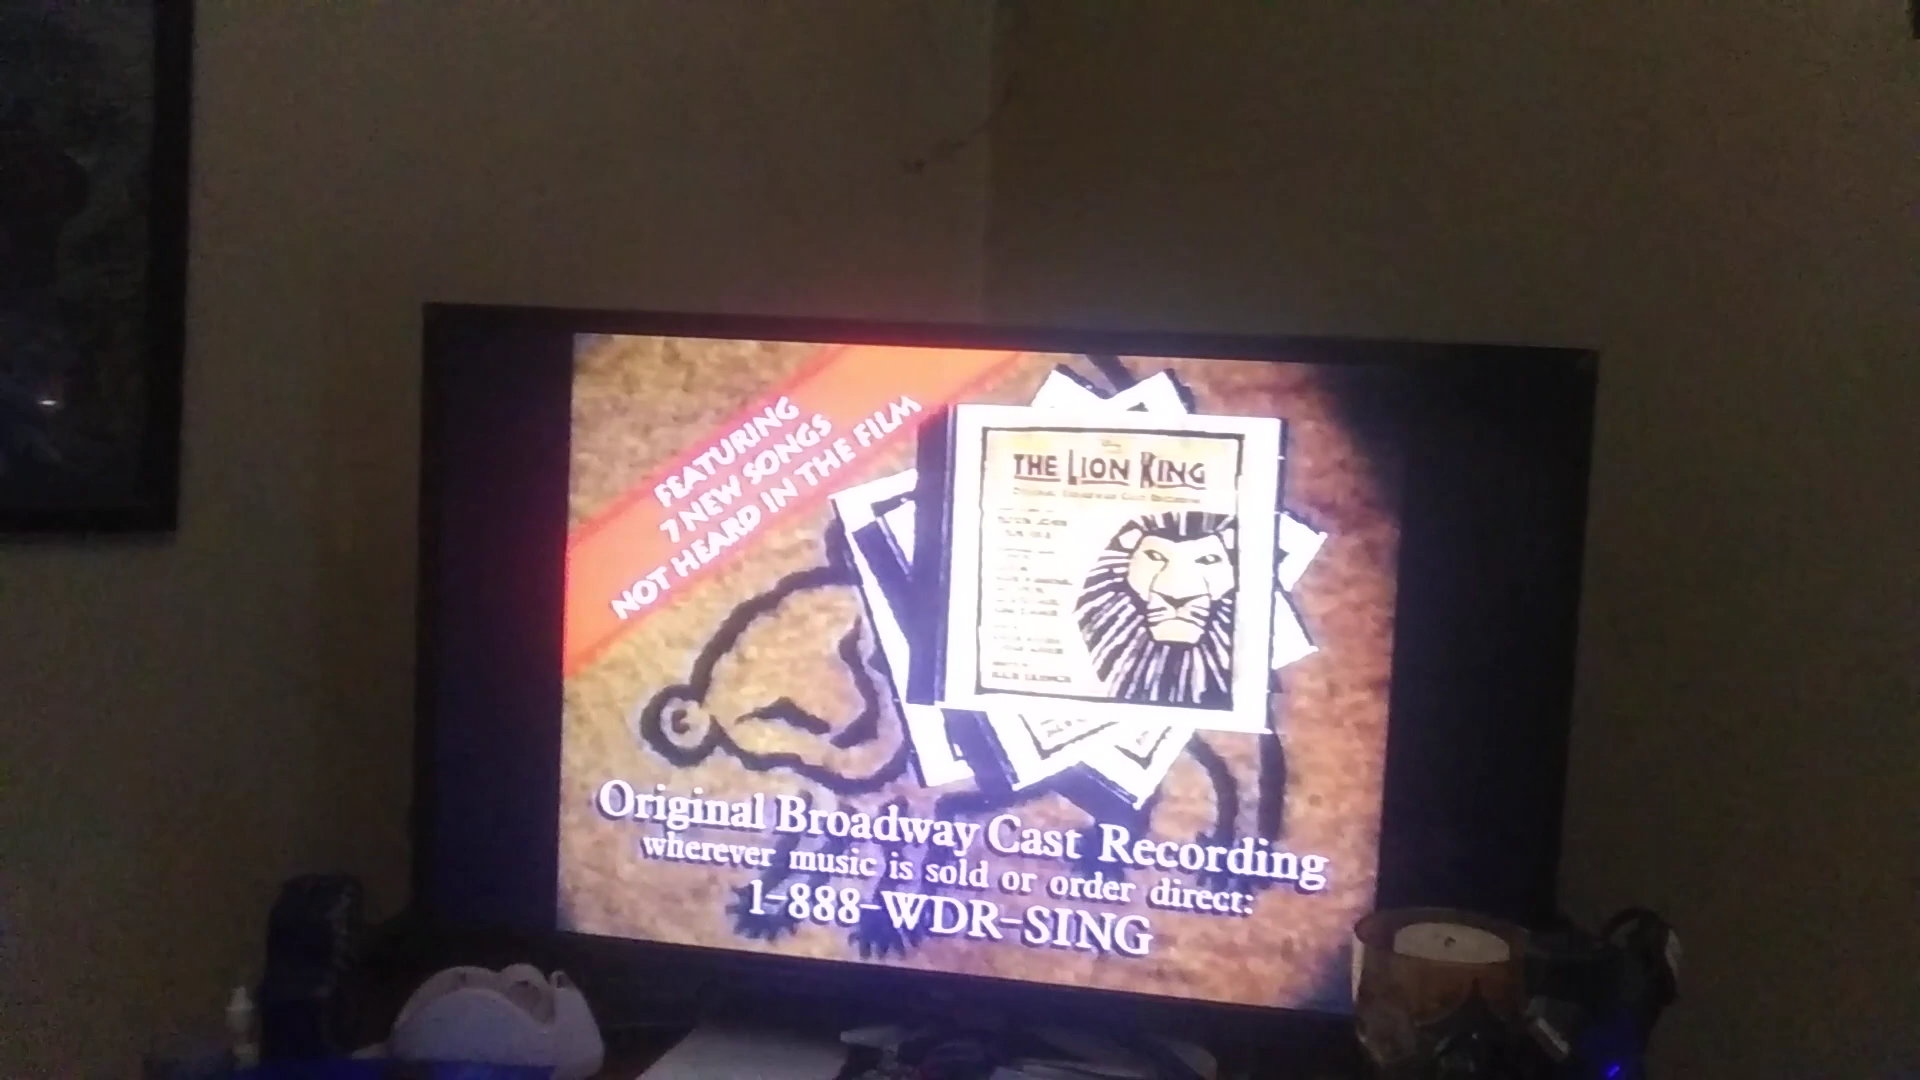 FEATURING
7 NEW SONGS
NOT HEARD IN THE FILM
THE LION KING
Original Broadway Cast Recording
wherever music is sold or order direct:
1-888-WDR-SING